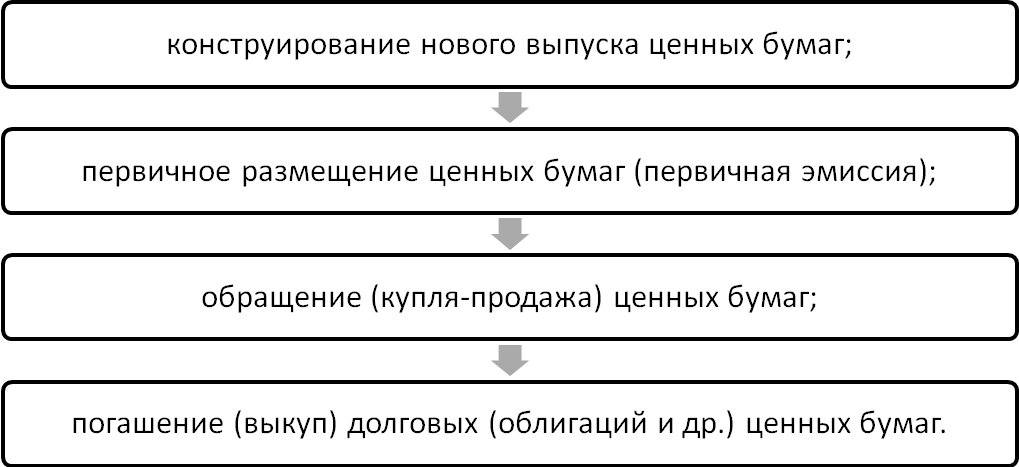 конструирование нового выпуска ценных бумаг;
первичное размещение ценных бумаг (первичная эмиссия);
обращение (купля-продажа) ценных бумаг;
погашение (выкуп) долговых (облигаций и др.) ценных бумаг.